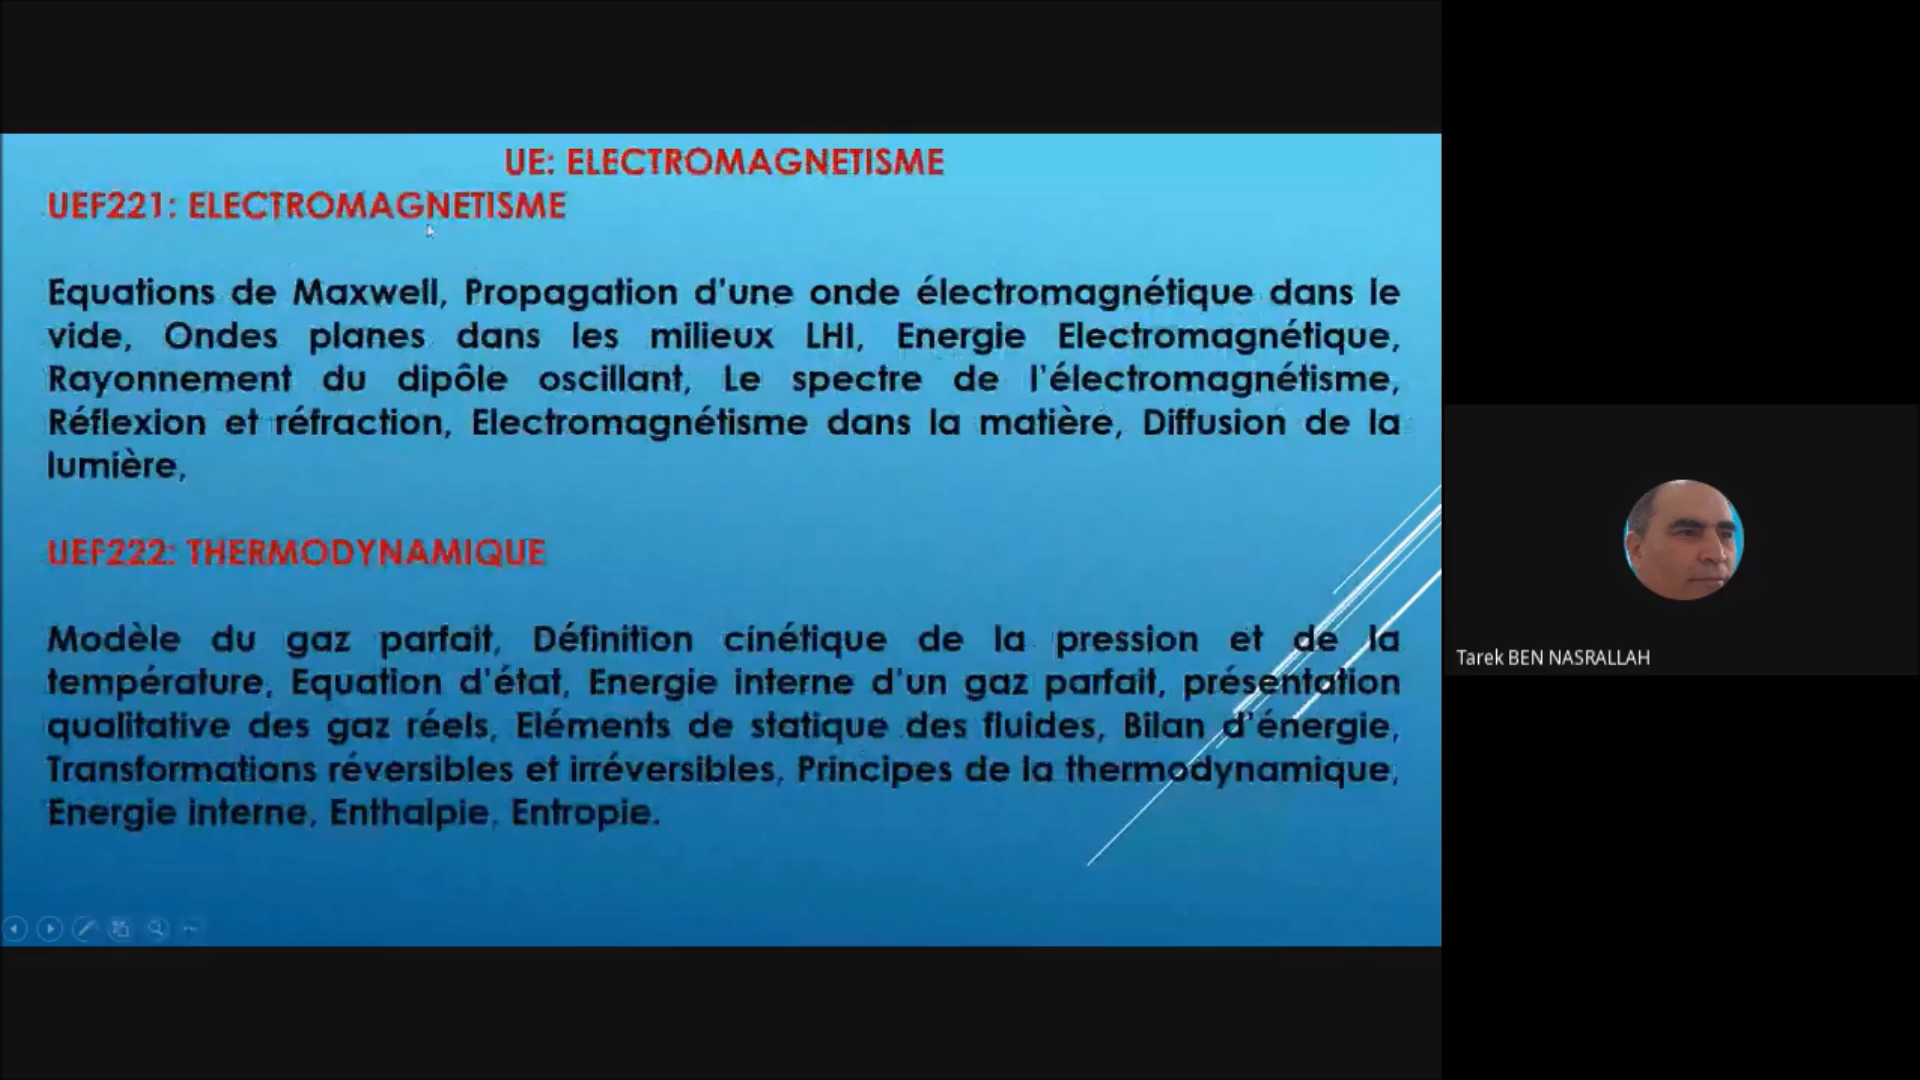 UE: ELECTROMAGNETISME
UEF221: ELECTROMAGNETISME
Equations de Maxwell, Propagation d'une onde électromagnétique dans le
vide, Ondes planes dans les milieux LHI, Energie Electromagnétique,
Rayonnement du dipôle oscillant, Le spectre de l'électromagnétisme,
Réflexion et réfraction, Electromagnétisme dans la matière, Diffusion de la
lumière,
UEF222: THERMODYNAMIQUE
Modèle du gaz parfait, Définition cinétique de la pression et de la
température, Equation d'état, Energie interne d'un gaz parfait, présentation
qualitative des gaz réels, Eléments de statique des fluides, Bilan d'énergie,
Transformations réversibles et irréversibles, Principes de la thermodynamique,
Energie interne, Enthalpie, Entropie.
Tarek BEN NASRALLAH